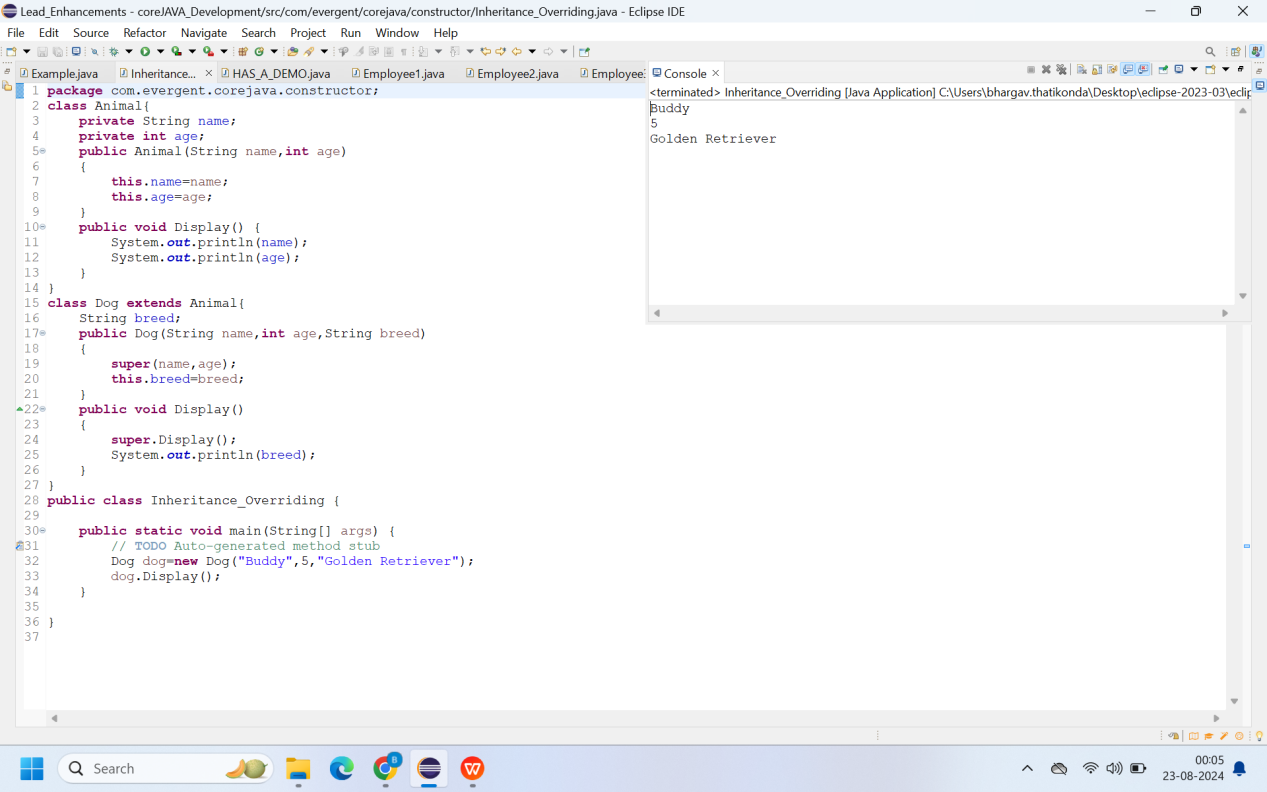 Lead_Enhancements - coreJAVA_Development/src/com/evergent/corejava/constructor/Inheritance_Overriding.java - Eclipse IDE
File Edit Source Refactor Navigate Search Project Run Window Help
Example.java Inheritance... HAS_A_DEMO.java Employee1.java Employee2.java Employee Console
<terminated> Inheritance_Overriding [Java Application] C:\Users\bhargav.thatikonda\Desktop\eclipse-2023-03\eclip
Buddy
5
Golden Retriever
1 package com.evergent.corejava.constructor;
2 class Animal{
3     private String name;
4     private int age;
5     public Animal(String name,int age)
6     {
7         this.name=name;
8         this.age=age;
9     }
10     public void Display() {
11         System.out.println(name);
12         System.out.println(age);
13     }
14 }
15 class Dog extends Animal{
16     String breed;
17     public Dog(String name,int age,String breed)
18     {
19         super(name,age);
20         this.breed=breed;
21     }
22     public void Display()
23     {
24         super.Display();
25         System.out.println(breed);
26     }
27 }
28 public class Inheritance_Overriding {
29
30     public static void main(String[] args) {
31         // TODO Auto-generated method stub
32         Dog dog=new Dog("Buddy",5,"Golden Retriever");
33         dog.Display();
34     }
35
36 }
37
Search
B
W
00:05
23-08-2024